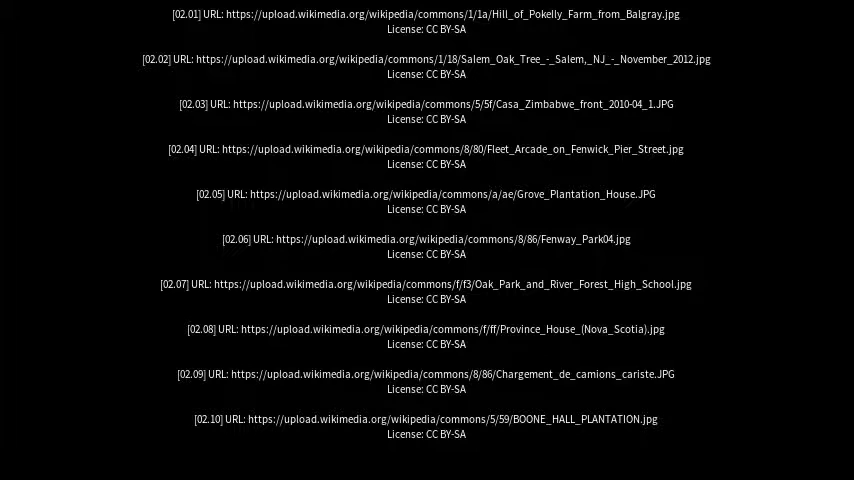 [02.01] URL: https://upload.wikimedia.org/wikipedia/commons/1/1a/Hill_of_Pokelly_Farm_from_Balgray.jpg
License: CC BY-SA
[02.02] URL: https://upload.wikimedia.org/wikipedia/commons/1/18/Salem_Oak_Tree_-_Salem,_NJ_-_November_2012.jpg
License: CC BY-SA
[02.03] URL: https://upload.wikimedia.org/wikipedia/commons/5/5f/Casa_Zimbabwe_front_2010-04_1.JPG
License: CC BY-SA
[02.04] URL: https://upload.wikimedia.org/wikipedia/commons/8/80/Fleet_Arcade_on_Fenwick_Pier_Street.jpg
License: CC BY-SA
[02.05] URL: https://upload.wikimedia.org/wikipedia/commons/a/ae/Grove_Plantation_House.JPG
License: CC BY-SA
[02.06] URL: https://upload.wikimedia.org/wikipedia/commons/8/86/Fenway_Park04.jpg
License: CC BY-SA
[02.07] URL: https://upload.wikimedia.org/wikipedia/commons/f/f3/Oak_Park_and_River_Forest_High_School.jpg
License: CC BY-SA
[02.08] URL: https://upload.wikimedia.org/wikipedia/commons/f/ff/Province_House_(Nova_Scotia).jpg
License: CC BY-SA
[02.09] URL: https://upload.wikimedia.org/wikipedia/commons/8/86/Chargement_de_camions_cariste.JPG
License: CC BY-SA
[02.10] URL: https://upload.wikimedia.org/wikipedia/commons/5/59/BOONE_HALL_PLANTATION.jpg
License: CC BY-SA